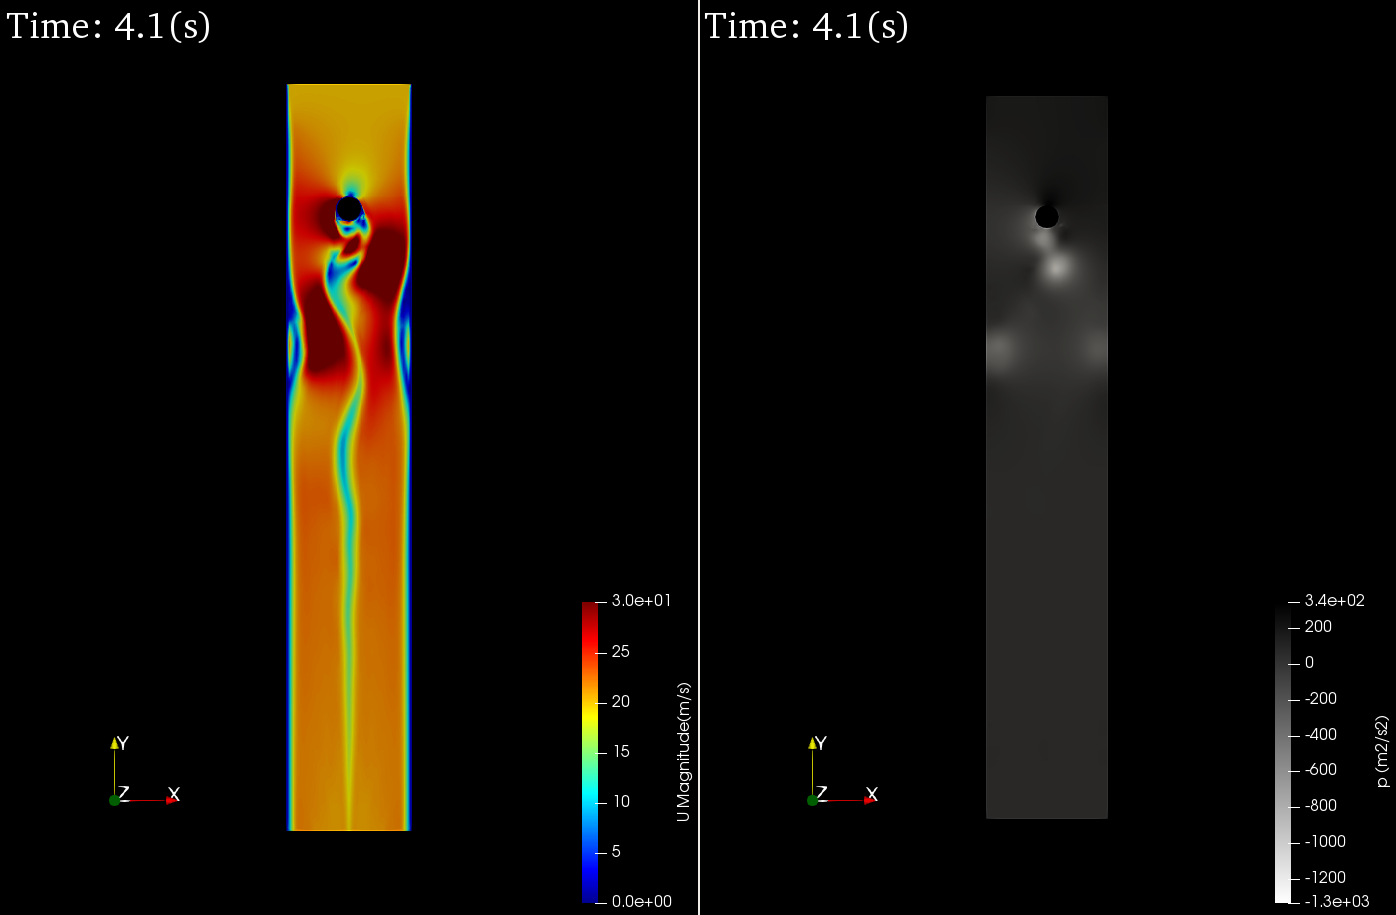 Time: 4.1(s)
3.0e+01
25
20
15
10
5
0.0e+00
U Magnitude(m/s)
Y
Z
X
Time: 4.1(s)
3.4e+02
200
0
-200
-400
-600
-800
-1000
-1200
-1.3e+03
p (m2/s2)
Y
Z
X